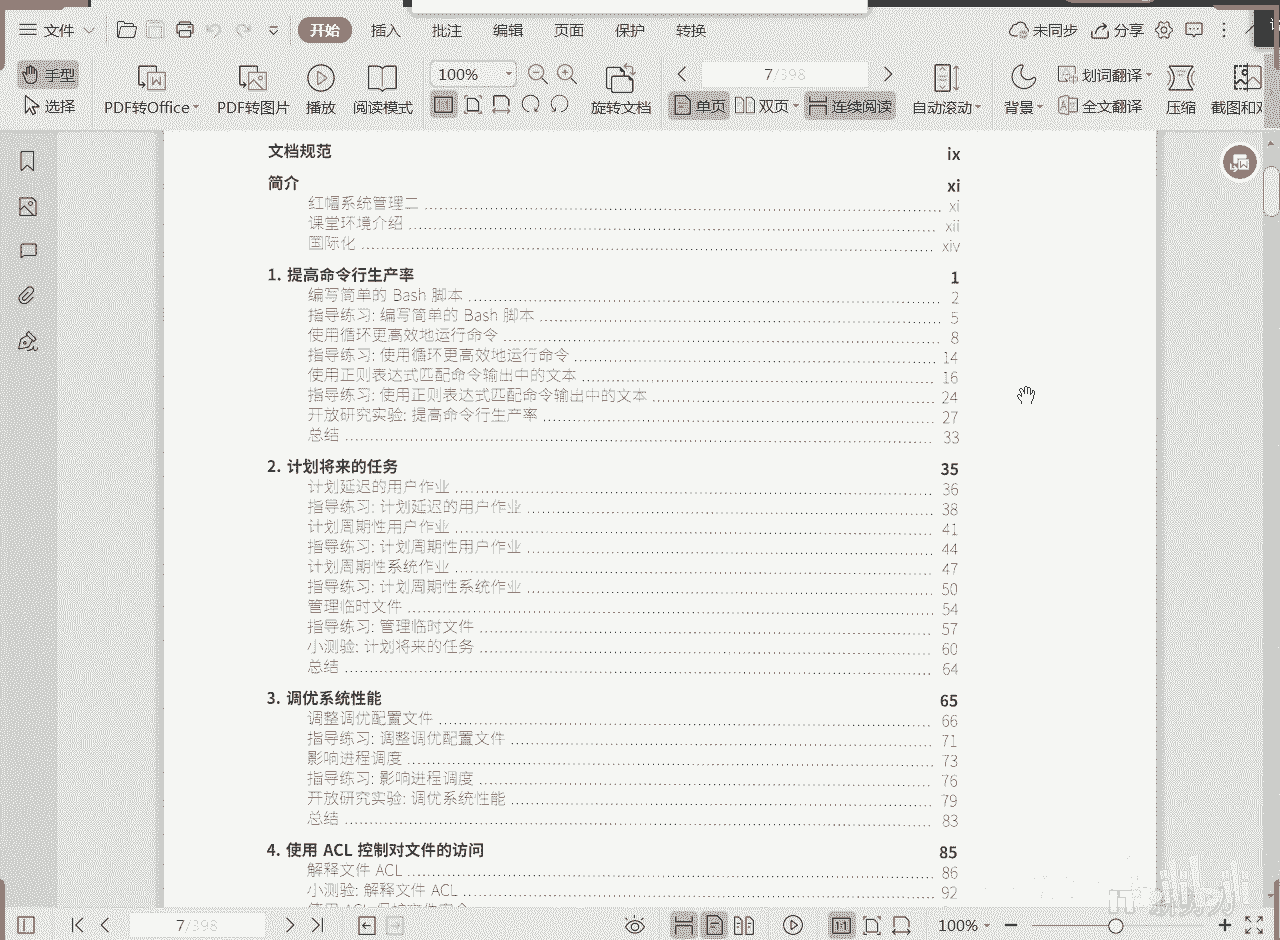 文件 开始 插入 批注 编辑 页面 保护 转换 未同步 分享
手型 选择 PDF转Office PDF转图片 播放 阅读模式 100% 旋转文档 7/398 单页 双页 连续阅读 自动滚动 背景 划词翻译 全文翻译 压缩 截图和对
文档规范 ix
简介 xi
红帽系统管理二 xi
课堂环境介绍 xii
国际化 xiv
1. 提高命令行生产率 1
编写简单的 Bash 脚本 2
指导练习: 编写简单的 Bash 脚本 5
使用循环更高效地运行命令 8
指导练习: 使用循环更高效地运行命令 14
使用正则表达式匹配命令输出中的文本 16
指导练习: 使用正则表达式匹配命令输出中的文本 24
开放研究实验: 提高命令行生产率 27
总结 33
2. 计划将来的任务 35
计划延迟的用户作业 36
指导练习: 计划延迟的用户作业 38
计划周期性用户作业 41
指导练习: 计划周期性用户作业 44
计划周期性系统作业 47
指导练习: 计划周期性系统作业 50
管理临时文件 54
指导练习: 管理临时文件 57
小测验: 计划将来的任务 60
总结 64
3. 调优系统性能 65
调整调优配置文件 66
指导练习: 调整调优配置文件 71
影响进程调度 73
指导练习: 影响进程调度 76
开放研究实验: 调优系统性能 79
总结 83
4. 使用 ACL 控制对文件的访问 85
解释文件 ACL 86
小测验: 解释文件 ACL 92
7/398 100%